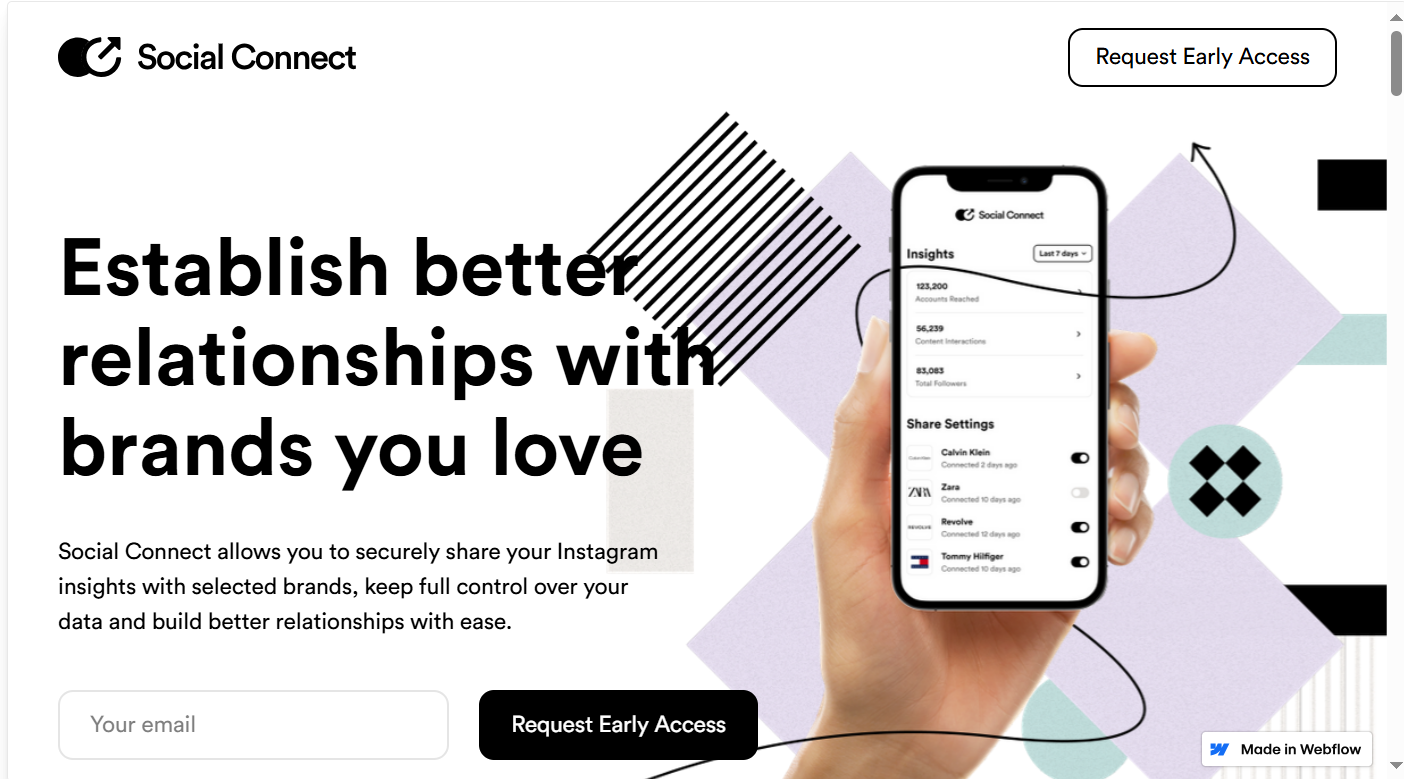 Social Connect
Request Early Access
Establish better
relationships with
brands you love
Social Connect allows you to securely share your Instagram
insights with selected brands, keep full control over your
data and build better relationships with ease.
Your email
Request Early Access
Social Connect
Insights
Last 7 days
123,200
Accounts Reached
56,239
Content Interactions
83,083
Total Followers
Share Settings
Calvin Klein
Calvin Klein
Connected 2 days ago
ZARA
Zara
Connected 10 days ago
REVOLVE
Revolve
Connected 12 days ago
Tommy Hilfiger
Connected 10 days ago
Made in Webflow